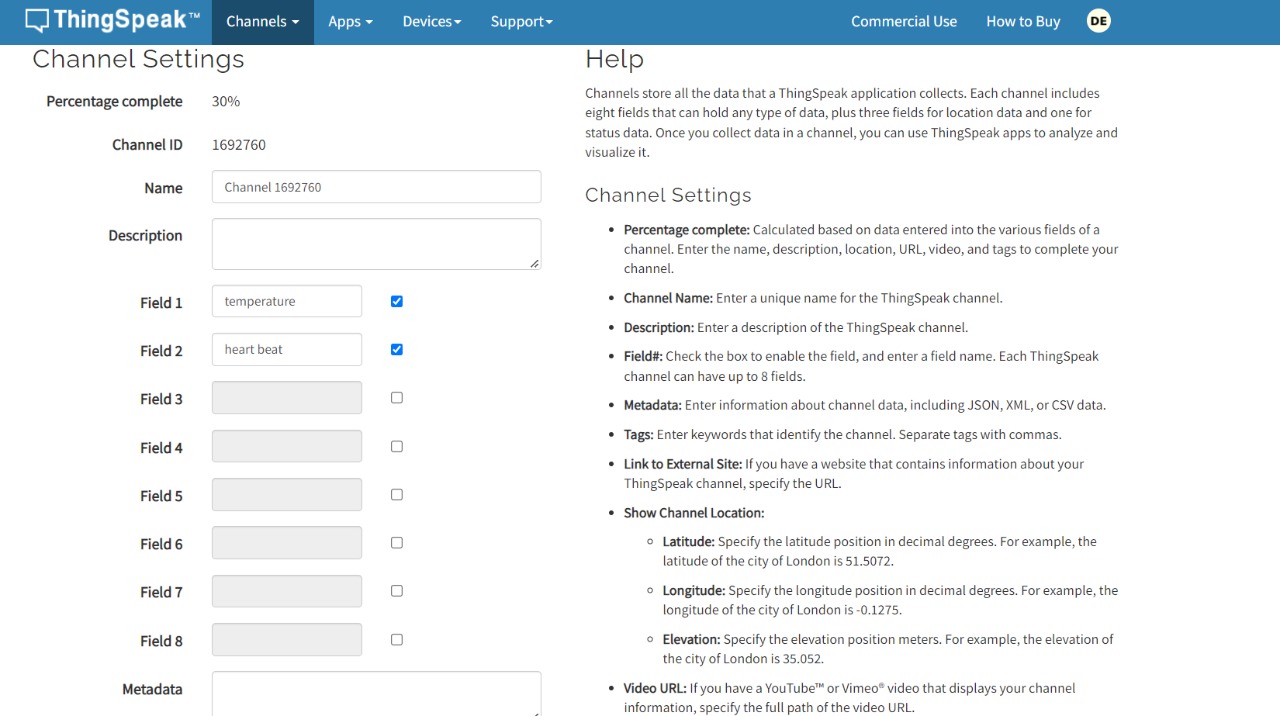 ThingSpeak™ Channels Apps Devices Support Commercial Use How to Buy DE
Channel Settings
Percentage complete 30%
Channel ID 1692760
Name Channel 1692760
Description
Field 1 temperature
Field 2 heart beat
Field 3
Field 4
Field 5
Field 6
Field 7
Field 8
Metadata
Help
Channels store all the data that a ThingSpeak application collects. Each channel includes
eight fields that can hold any type of data, plus three fields for location data and one for
status data. Once you collect data in a channel, you can use ThingSpeak apps to analyze and
visualize it.
Channel Settings
• Percentage complete: Calculated based on data entered into the various fields of a
channel. Enter the name, description, location, URL, video, and tags to complete your
channel.
• Channel Name: Enter a unique name for the ThingSpeak channel.
• Description: Enter a description of the ThingSpeak channel.
• Field#: Check the box to enable the field, and enter a field name. Each ThingSpeak
channel can have up to 8 fields.
• Metadata: Enter information about channel data, including JSON, XML, or CSV data.
• Tags: Enter keywords that identify the channel. Separate tags with commas.
• Link to External Site: If you have a website that contains information about your
ThingSpeak channel, specify the URL.
• Show Channel Location:
◦ Latitude: Specify the latitude position in decimal degrees. For example, the
latitude of the city of London is 51.5072.
◦ Longitude: Specify the longitude position in decimal degrees. For example, the
longitude of the city of London is -0.1275.
◦ Elevation: Specify the elevation position meters. For example, the elevation of
the city of London is 35.052.
• Video URL: If you have a YouTube™ or Vimeo® video that displays your channel
information, specify the full path of the video URL.